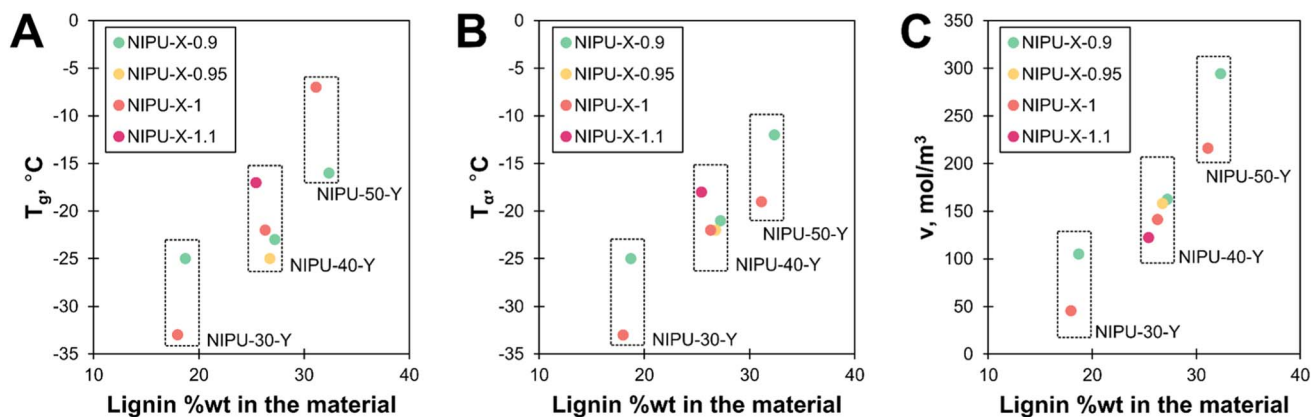 A
T_g, °C
0
-5
-10
-15
-20
-25
-30
-35
NIPU-X-0.9
NIPU-X-0.95
NIPU-X-1
NIPU-X-1.1
NIPU-50-Y
NIPU-40-Y
NIPU-30-Y
10 20 30 40
Lignin %wt in the material
B
T_α, °C
0
-5
-10
-15
-20
-25
-30
-35
NIPU-X-0.9
NIPU-X-0.95
NIPU-X-1
NIPU-X-1.1
NIPU-50-Y
NIPU-40-Y
NIPU-30-Y
10 20 30 40
Lignin %wt in the material
C
ν, mol/m³
350
300
250
200
150
100
50
0
NIPU-X-0.9
NIPU-X-0.95
NIPU-X-1
NIPU-X-1.1
NIPU-50-Y
NIPU-40-Y
NIPU-30-Y
10 20 30 40
Lignin %wt in the material